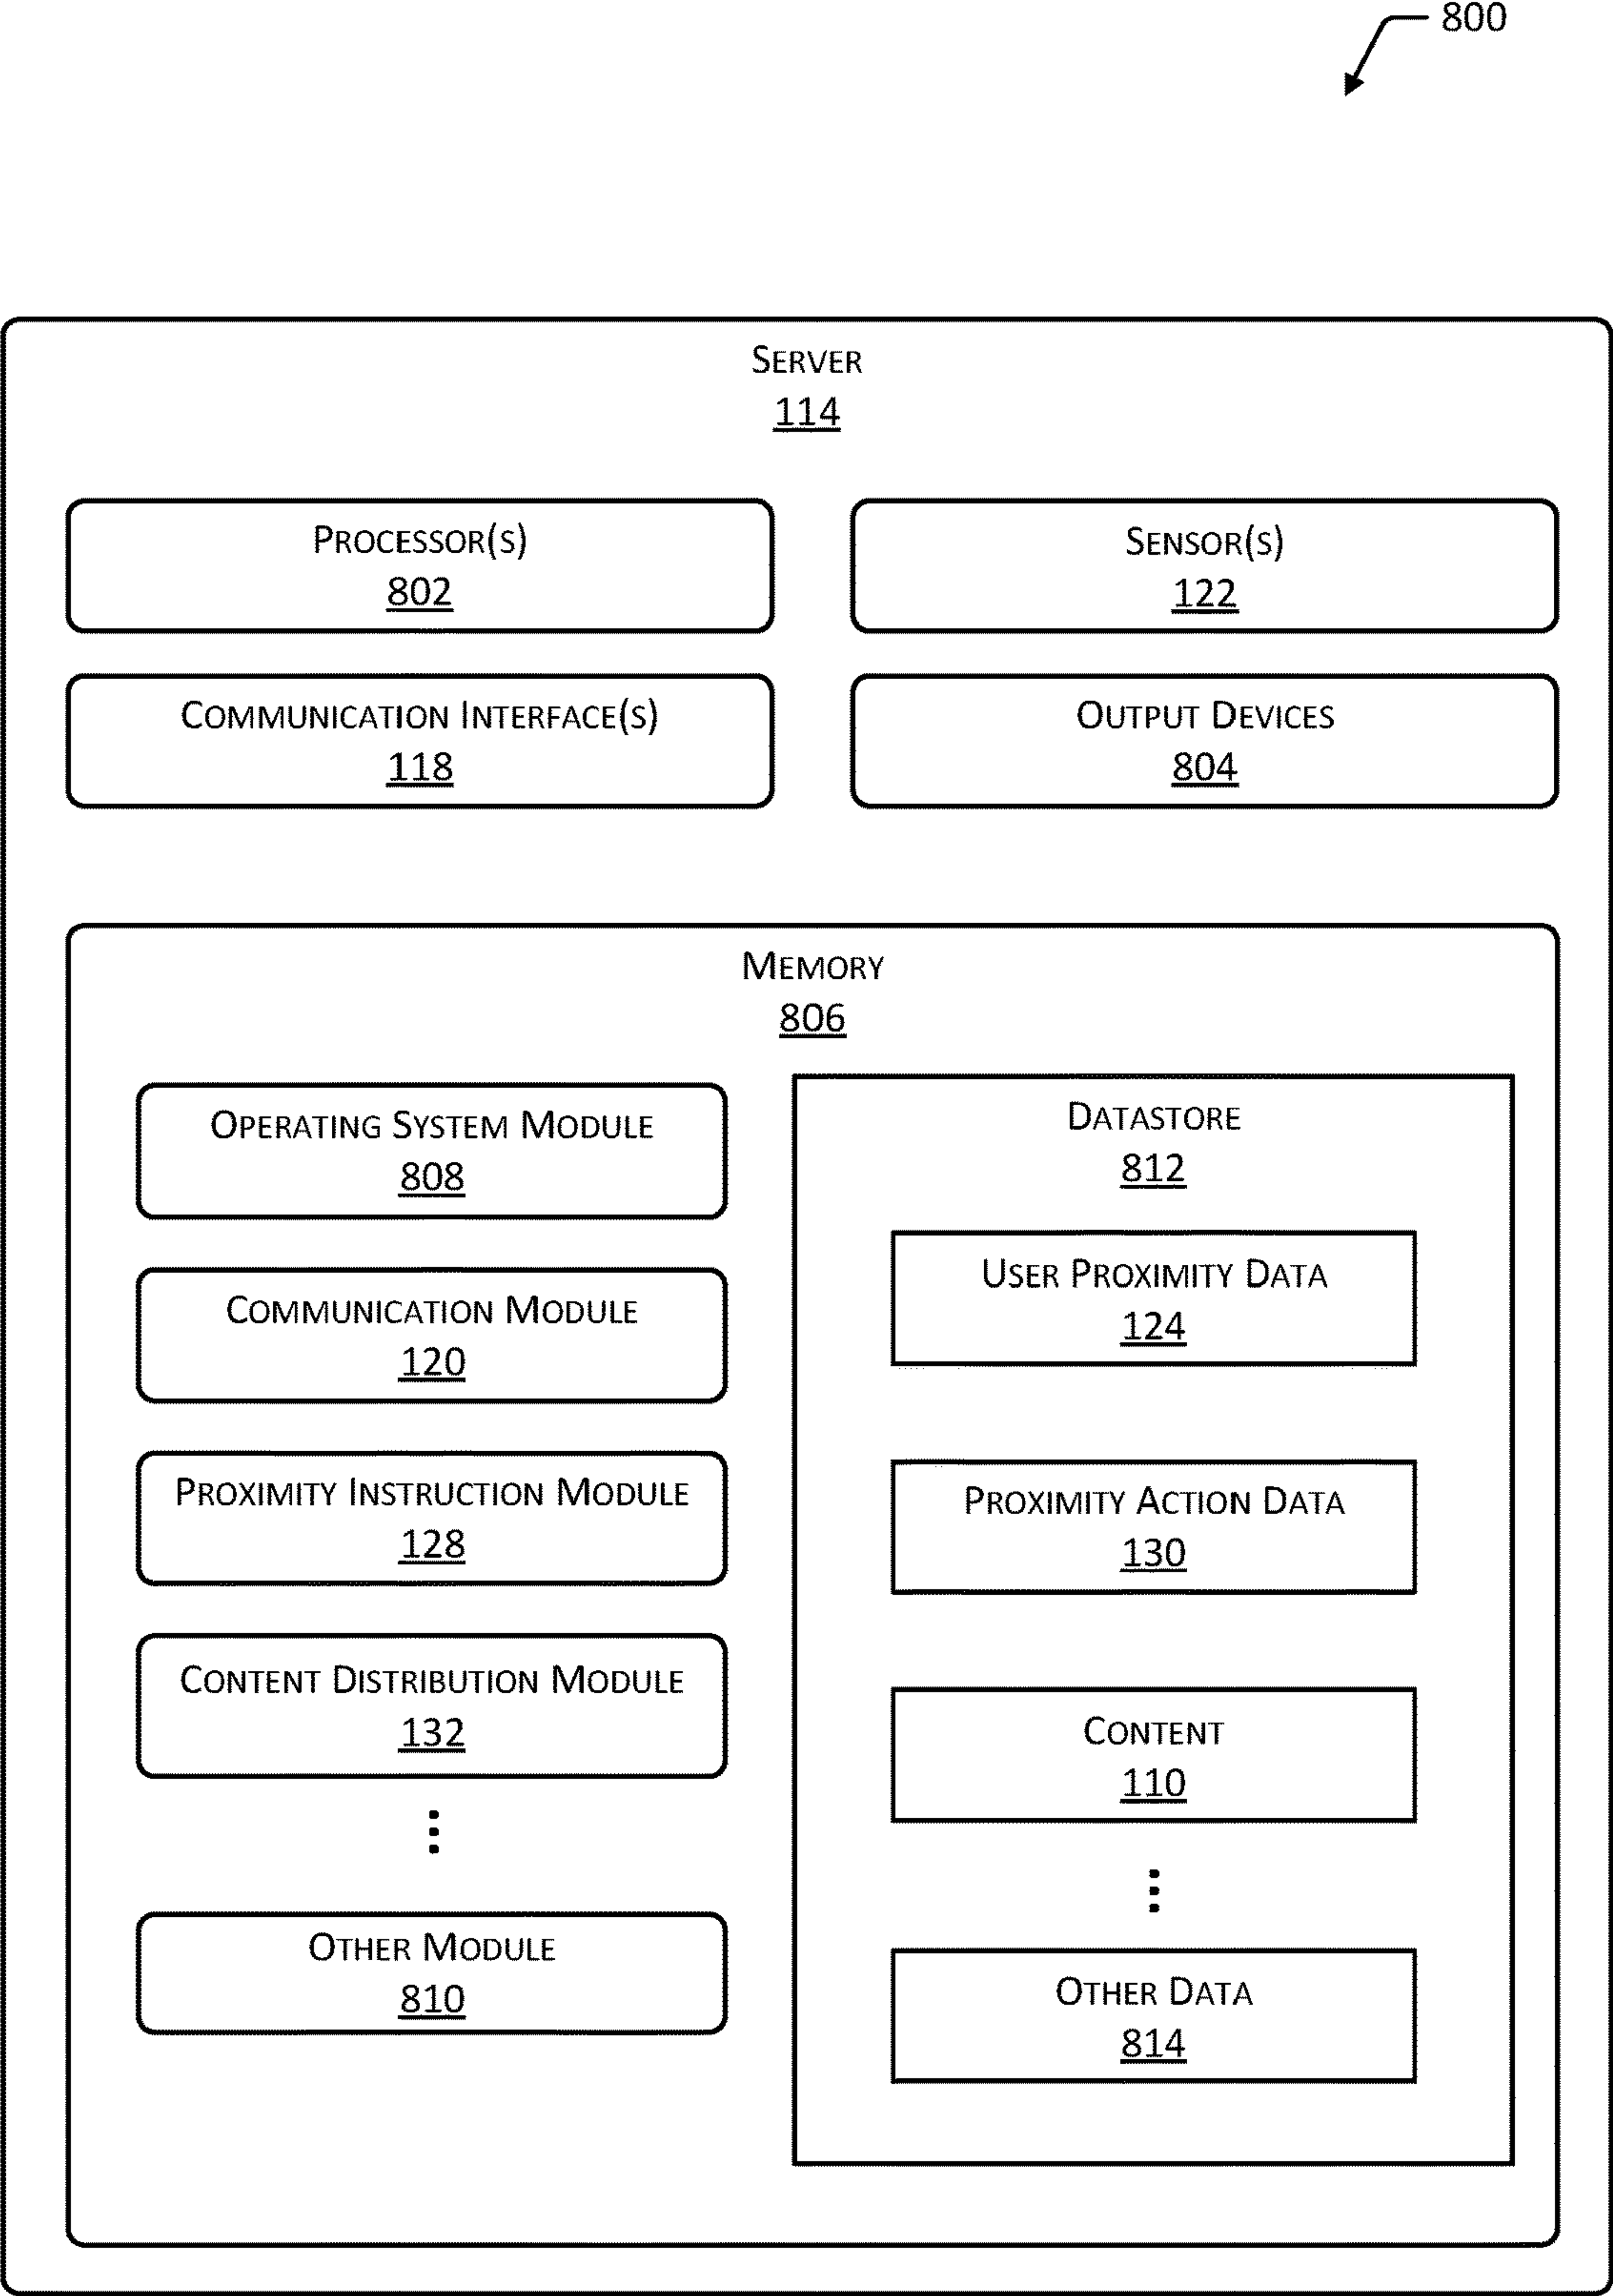 800
SERVER
114
PROCESSOR(S)
802
SENSOR(S)
122
COMMUNICATION INTERFACE(S)
118
OUTPUT DEVICES
804
MEMORY
806
OPERATING SYSTEM MODULE
808
COMMUNICATION MODULE
120
PROXIMITY INSTRUCTION MODULE
128
CONTENT DISTRIBUTION MODULE
132
OTHER MODULE
810
DATASTORE
812
USER PROXIMITY DATA
124
PROXIMITY ACTION DATA
130
CONTENT
110
OTHER DATA
814